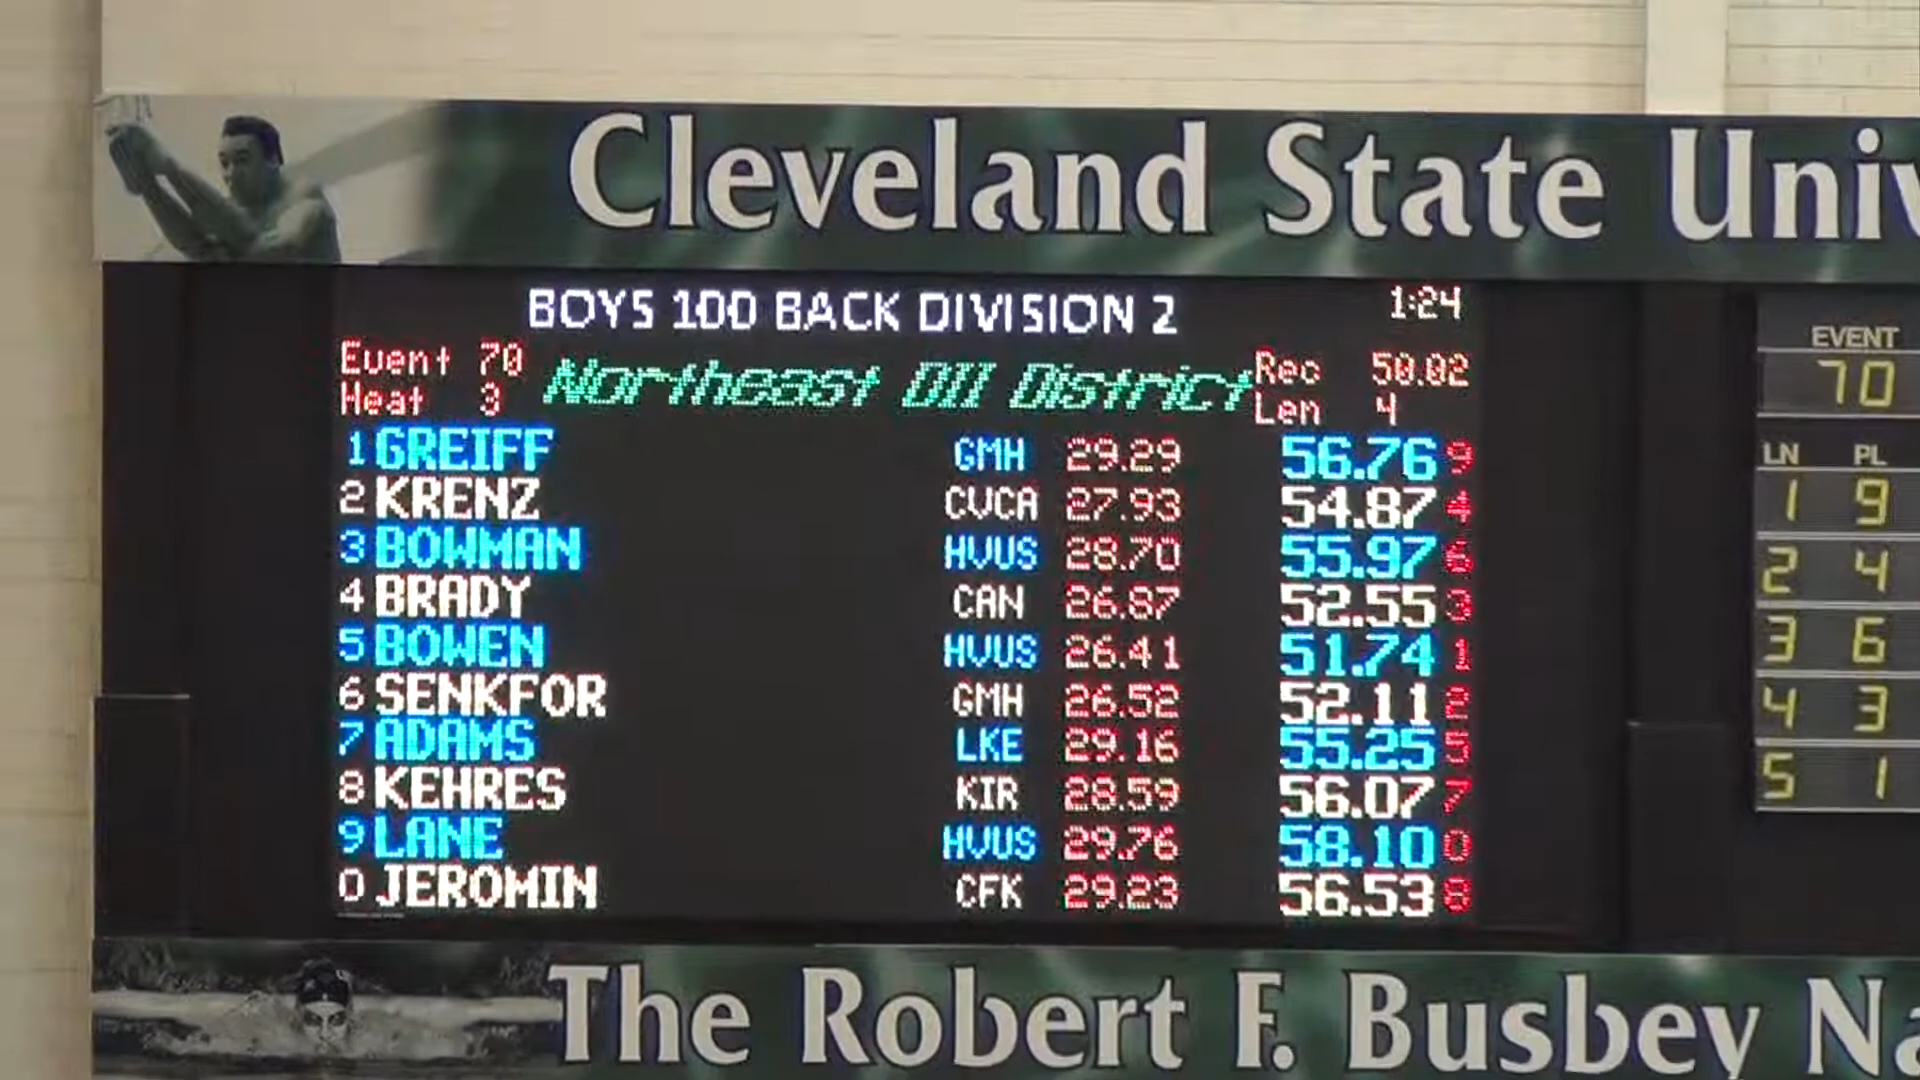 Cleveland State Univ
BOYS 100 BACK DIVISION 2 1:24
Event 70 Northeast DII District Rec 50.02
Heat 3 Len 4
1 GREIFF GMH 29.29 56.76 9
2 KRENZ CVCA 27.93 54.87 4
3 BOWMAN HVUS 28.70 55.97 6
4 BRADY CAN 26.87 52.55 3
5 BOWEN HVUS 26.41 51.74 1
6 SENKFOR GMH 26.52 52.11 2
7 ADAMS LKE 29.16 55.25 5
8 KEHRES KIR 28.59 56.07 7
9 LANE HVUS 29.76 58.10 0
0 JEROMIN CFK 29.23 56.53 8
EVENT
70
LN PL
1 9
2 4
3 6
4 3
5 1
The Robert F. Busbey Na